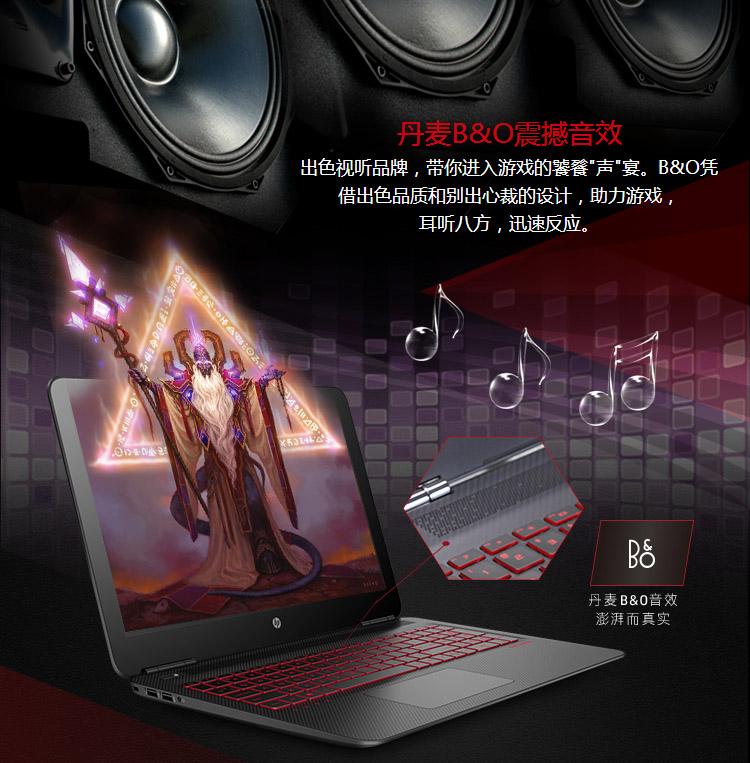 丹麦B&O震撼音效
出色视听品牌，带你进入游戏的饕餮"声"宴。B&O凭
借出色品质和别出心裁的设计，助力游戏，
耳听八方，迅速反应。
B&O
丹麦B&O音效
澎湃而真实
hp